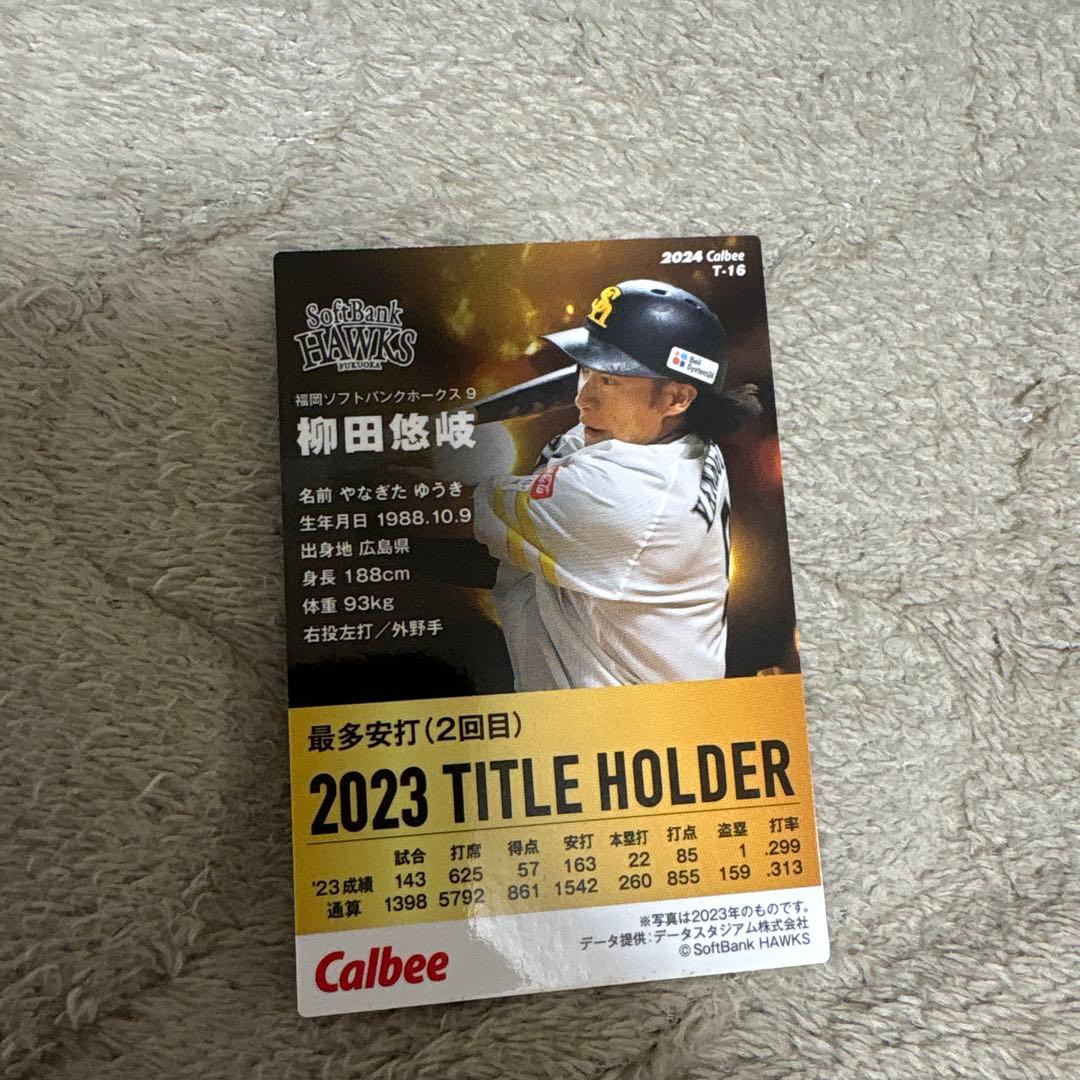 2024 Calbee
T-16
SoftBank
HAWKS
FUKUOKA
福岡ソフトバンクホークス 9
柳田悠岐
名前 やなぎた ゆうき
生年月日 1988.10.9
出身地 広島県
身長 188cm
体重 93kg
右投左打／外野手
Bell
System24
最多安打(2回目)
2023 TITLE HOLDER
試合 打席 得点 安打 本塁打 打点 盗塁 打率
'23成績 143 625 57 163 22 85 1 .299
通算 1398 5792 861 1542 260 855 159 .313
※写真は2023年のものです。
データ提供:データスタジアム株式会社
© SoftBank HAWKS
Calbee